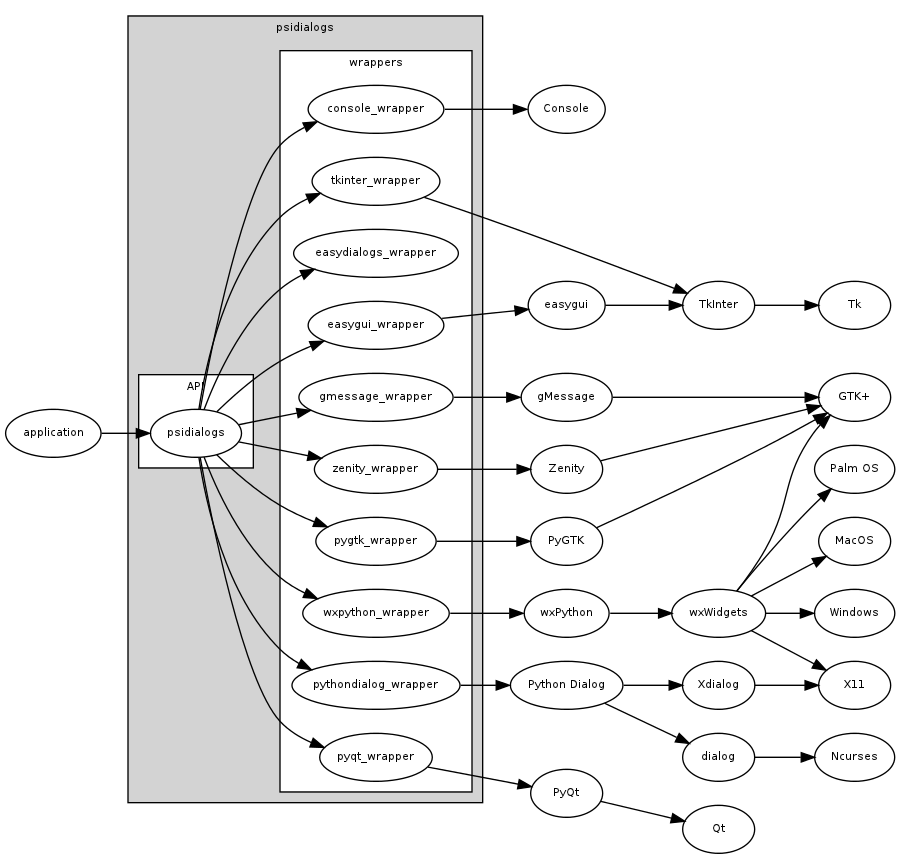 psidialogs
wrappers
console_wrapper
Console
tkinter_wrapper
easydialogs_wrapper
easygui_wrapper
easygui
TkInter
Tk
API
gmessage_wrapper
gMessage
GTK+
application
psidialogs
zenity_wrapper
Zenity
Palm OS
pygtk_wrapper
PyGTK
MacOS
wxpython_wrapper
wxPython
wxWidgets
Windows
pythondialog_wrapper
Python Dialog
Xdialog
X11
pyqt_wrapper
dialog
Ncurses
PyQt
Qt